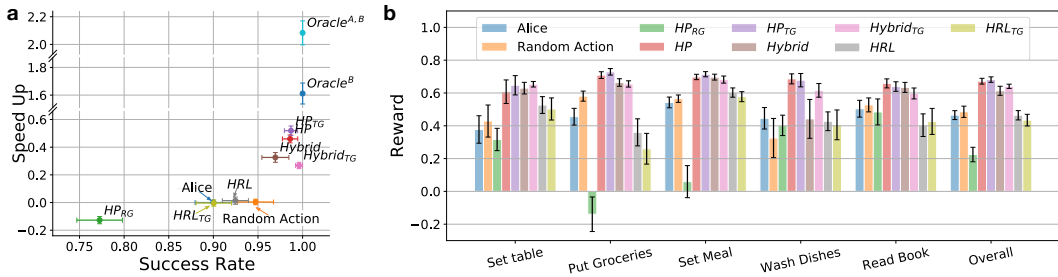 a
2.2
2.0
1.8
1.6
0.6
0.4
0.2
0.0
−0.2
Speed Up
Oracle^{A,B}
Oracle^B
HP_{TG}
HP
Hybrid
Hybrid_{TG}
Alice
HRL
HRL_{TG}
Random Action
HP_{RG}
0.75 0.80 0.85 0.90 0.95 1.00
Success Rate
b
1.0
0.8
0.6
0.4
0.2
0.0
−0.2
Reward
Alice HP_{RG} HP_{TG} Hybrid_{TG} HRL_{TG}
Random Action HP Hybrid HRL
Set table Put Groceries Set Meal Wash Dishes Read Book Overall